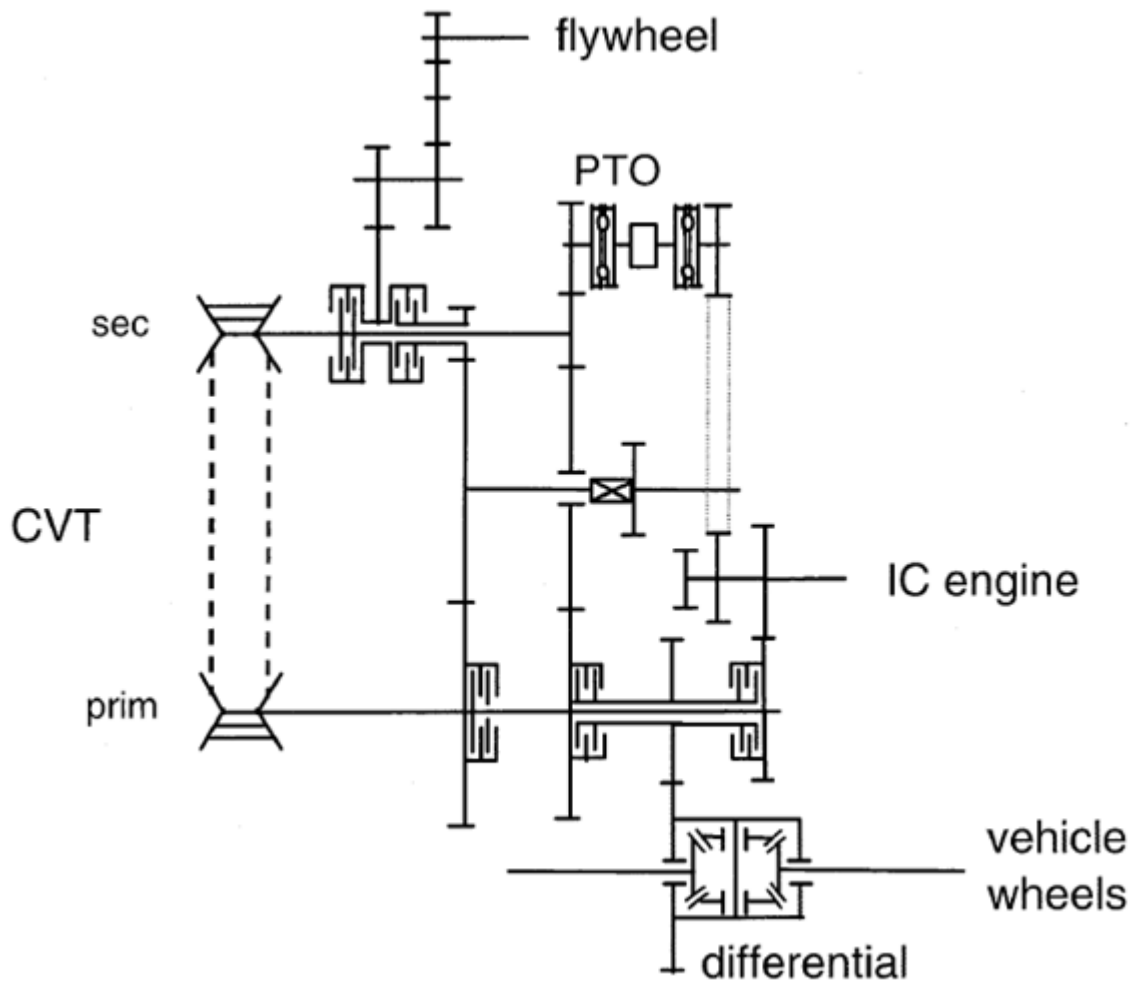 flywheel
PTO
sec
CVT
IC engine
prim
vehicle
wheels
differential